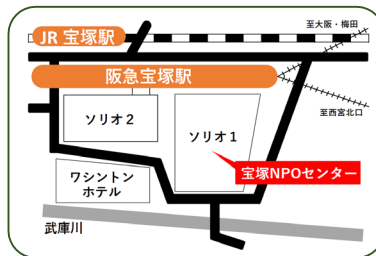 至大阪・梅田
JR 宝塚駅
阪急宝塚駅
至西宮北口
ソリオ2
ソリオ1
宝塚NPOセンター
ワシントン
ホテル
武庫川